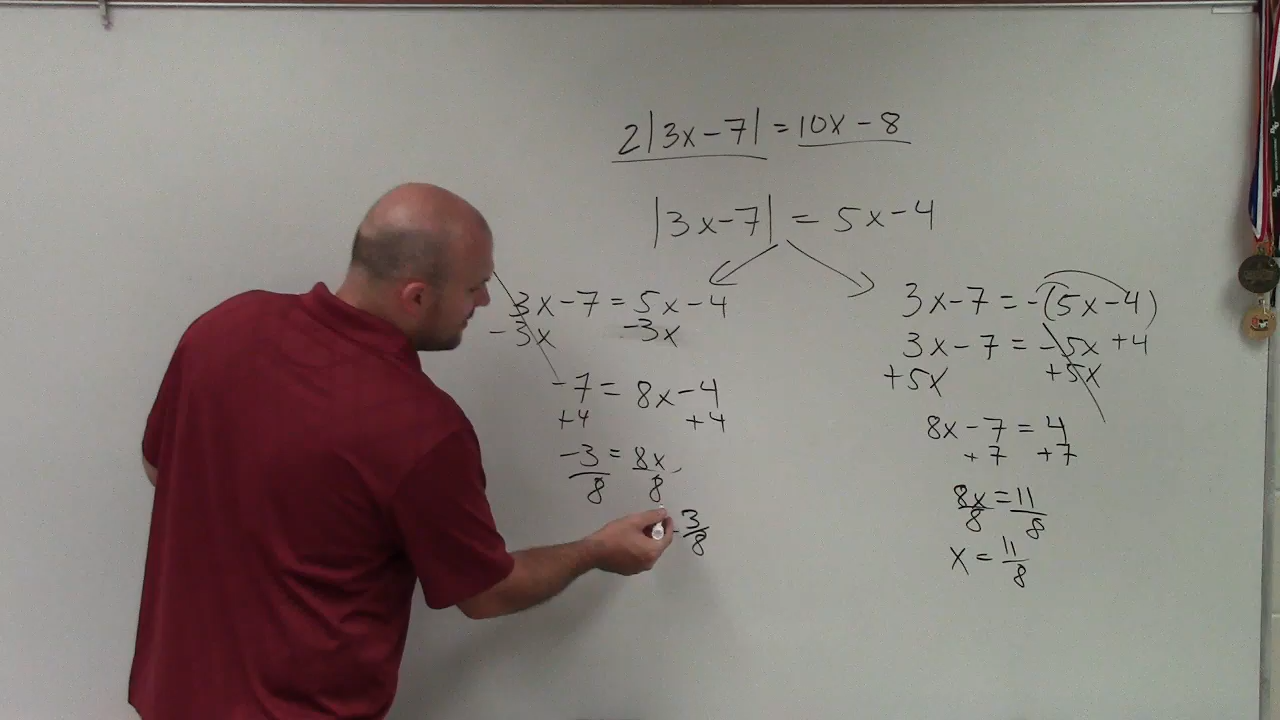 2|3x-7| = 10x-8
|3x-7| = 5x-4
3x-7 = 5x-4
-3x -3x
-7 = 8x-4
+4 +4
-3 = 8x
8 8
-3/8
3x-7 = -(5x-4)
3x-7 = -5x+4
+5x +5x
8x-7 = 4
+7 +7
8x = 11
8 8
x = 11/8